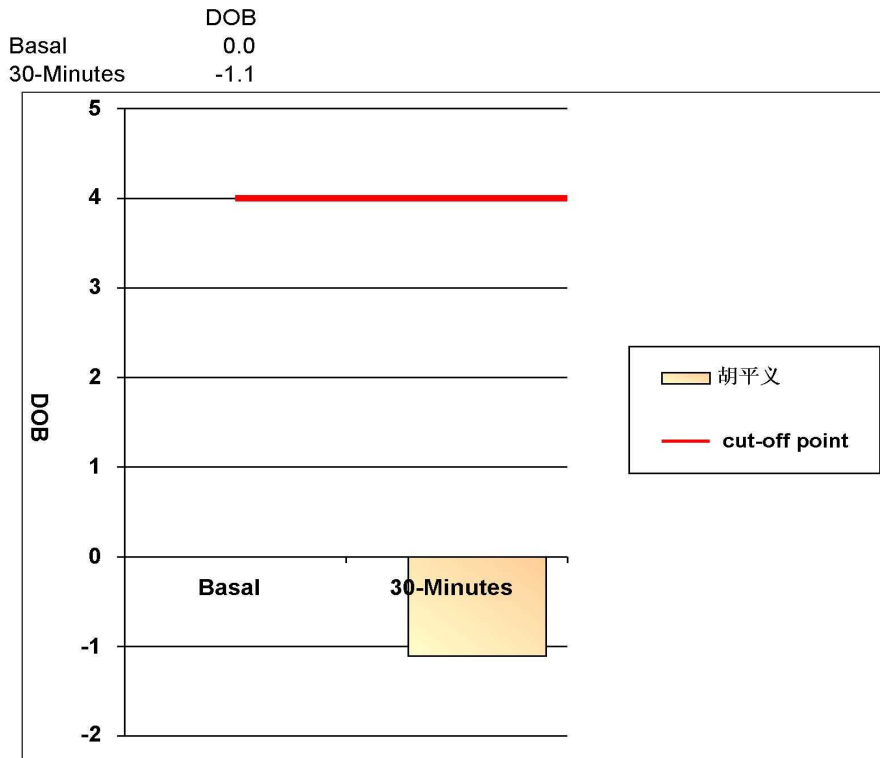 DOB
Basal 0.0
30-Minutes -1.1
5
4
3
2
1
0
-1
-2
DOB
Basal 30-Minutes
胡平义
cut-off point